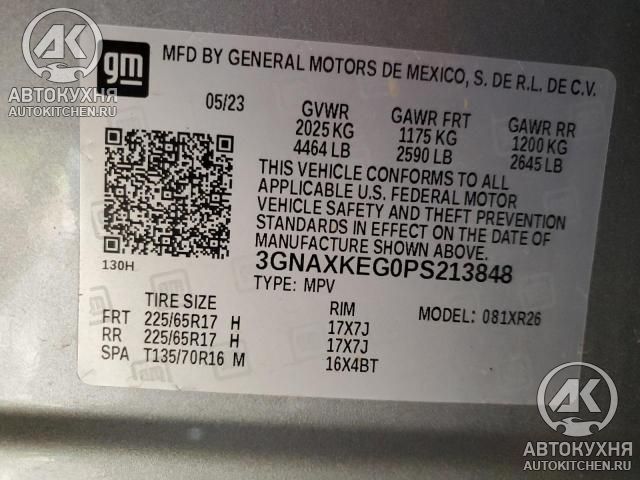 gm
MFD BY GENERAL MOTORS DE MEXICO, S. DE R.L. DE C.V.
05/23
GVWR
2025 KG
4464 LB
GAWR FRT
1175 KG
2590 LB
GAWR RR
1200 KG
2645 LB
THIS VEHICLE CONFORMS TO ALL
APPLICABLE U.S. FEDERAL MOTOR
VEHICLE SAFETY AND THEFT PREVENTION
STANDARDS IN EFFECT ON THE DATE OF
MANUFACTURE SHOWN ABOVE.
130H
3GNAXKEG0PS213848
TYPE: MPV
MODEL: 081XR26
TIRE SIZE RIM
FRT 225/65R17 H 17X7J
RR 225/65R17 H 17X7J
SPA T135/70R16 M 16X4BT
АК
АВТОКУХНЯ
AUTOKITCHEN.RU
АК
АВТОКУХНЯ
AUTOKITCHEN.RU